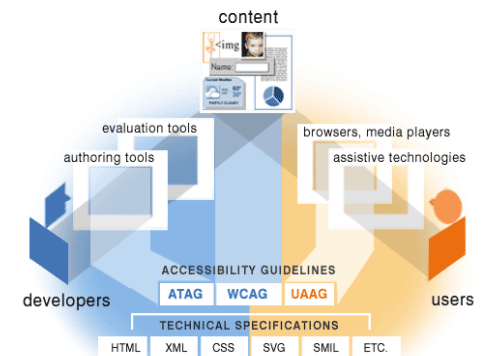 content
<img
Name:
evaluation tools
authoring tools
browsers, media players
assistive technologies
developers
users
ACCESSIBILITY GUIDELINES
ATAG WCAG UAAG
TECHNICAL SPECIFICATIONS
HTML XML CSS SVG SMIL ETC.